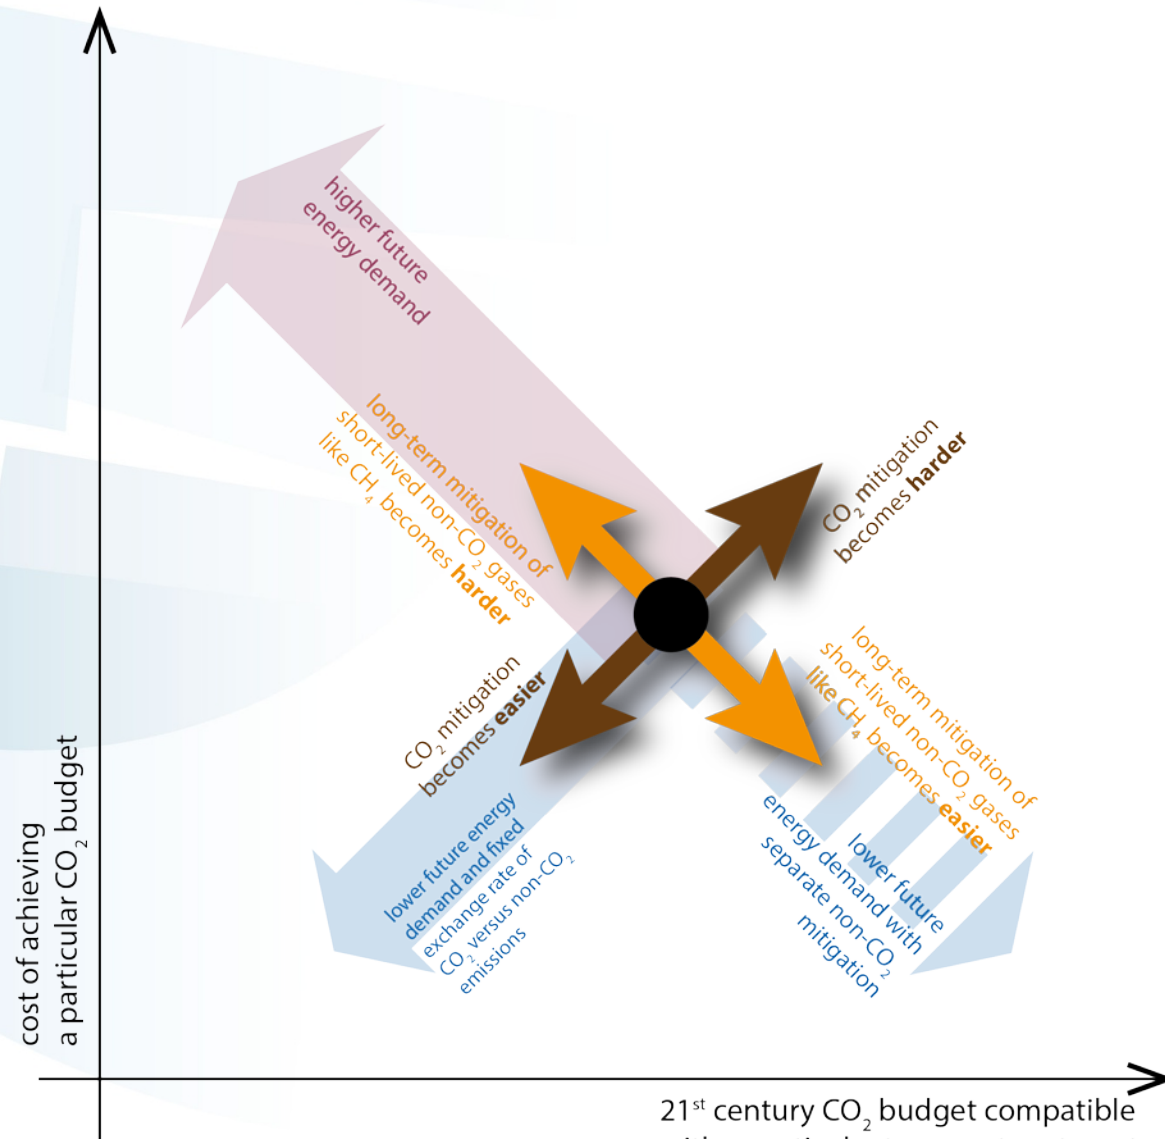 higher future
energy demand
long-term mitigation of
short-lived non-CO₂ gases
like CH₄ becomes harder
CO₂ mitigation
becomes harder
CO₂ mitigation
becomes easier
long-term mitigation of
short-lived non-CO₂ gases
like CH₄ becomes easier
lower future energy
demand and fixed
exchange rate of
CO₂ versus non-CO₂
emissions
lower future
energy demand with
separate non-CO₂
mitigation
cost of achieving
a particular CO₂ budget
21st century CO₂ budget compatible